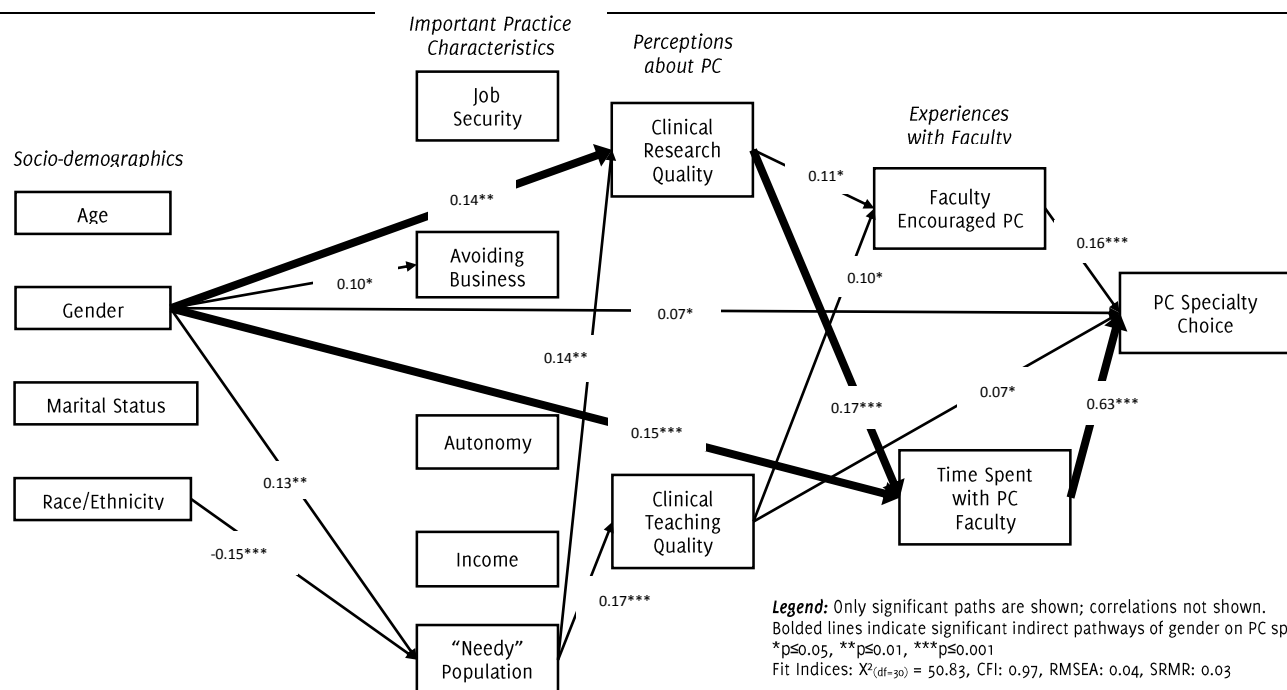 Important Practice
Characteristics
Perceptions
about PC
Experiences
with Faculty
Socio-demographics
Job
Security
Clinical
Research
Quality
Age
Faculty
Encouraged PC
Avoiding
Business
Gender
PC Specialty
Choice
Marital Status
Autonomy
Race/Ethnicity
Clinical
Teaching
Quality
Time Spent
with PC
Faculty
Income
"Needy"
Population
0.14**
0.11*
0.16***
0.10*
0.10*
0.07*
0.14**
0.07*
0.17***
0.63***
0.15***
0.13**
-0.15***
0.17***
Legend: Only significant paths are shown; correlations not shown.
Bolded lines indicate significant indirect pathways of gender on PC sp
*p≤0.05, **p≤0.01, ***p≤0.001
Fit Indices: X²(df=30) = 50.83, CFI: 0.97, RMSEA: 0.04, SRMR: 0.03